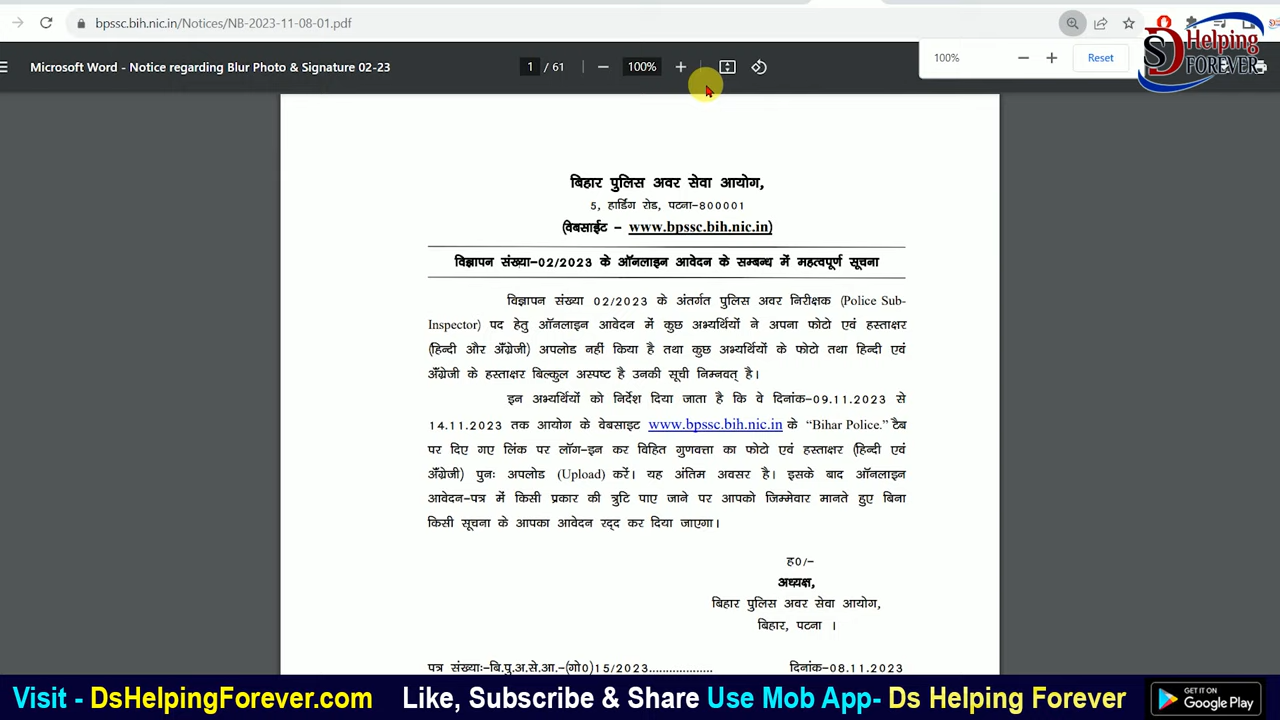 bpssc.bih.nic.in/Notices/NB-2023-11-08-01.pdf
Microsoft Word - Notice regarding Blur Photo & Signature 02-23
1 / 61
100%
100%
Reset
SD Helping
FOREVER
बिहार पुलिस अवर सेवा आयोग,
5, हार्डिंग रोड, पटना-800001
(वेबसाईट - www.bpssc.bih.nic.in)
विज्ञापन संख्या-02/2023 के ऑनलाइन आवेदन के सम्बन्ध में महत्वपूर्ण सूचना
विज्ञापन संख्या 02/2023 के अंतर्गत पुलिस अवर निरीक्षक (Police Sub-
Inspector) पद हेतु ऑनलाइन आवेदन में कुछ अभ्यर्थियों ने अपना फोटो एवं हस्ताक्षर
(हिन्दी और अँग्रेजी) अपलोड नहीं किया है तथा कुछ अभ्यर्थियों के फोटो तथा हिन्दी एवं
अँग्रेजी के हस्ताक्षर बिल्कुल अस्पष्ट है उनकी सूची निम्नवत् है।
इन अभ्यर्थियों को निर्देश दिया जाता है कि वे दिनांक-09.11.2023 से
14.11.2023 तक आयोग के वेबसाइट www.bpssc.bih.nic.in के “Bihar Police.” टैब
पर दिए गए लिंक पर लॉग-इन कर विहित गुणवत्ता का फोटो एवं हस्ताक्षर (हिन्दी एवं
अँग्रेजी) पुनः अपलोड (Upload) करें। यह अंतिम अवसर है। इसके बाद ऑनलाइन
आवेदन-पत्र में किसी प्रकार की त्रुटि पाए जाने पर आपको जिम्मेवार मानते हुए बिना
किसी सूचना के आपका आवेदन रद्द कर दिया जाएगा।
ह0/-
अध्यक्ष,
बिहार पुलिस अवर सेवा आयोग,
बिहार, पटना ।
पत्र संख्याः-बि.पु.अ.से.आ.-(गो0)15/2023................... दिनांक-08.11.2023
Visit - DsHelpingForever.com Like, Subscribe & Share Use Mob App- Ds Helping Forever
GET IT ON
Google Play